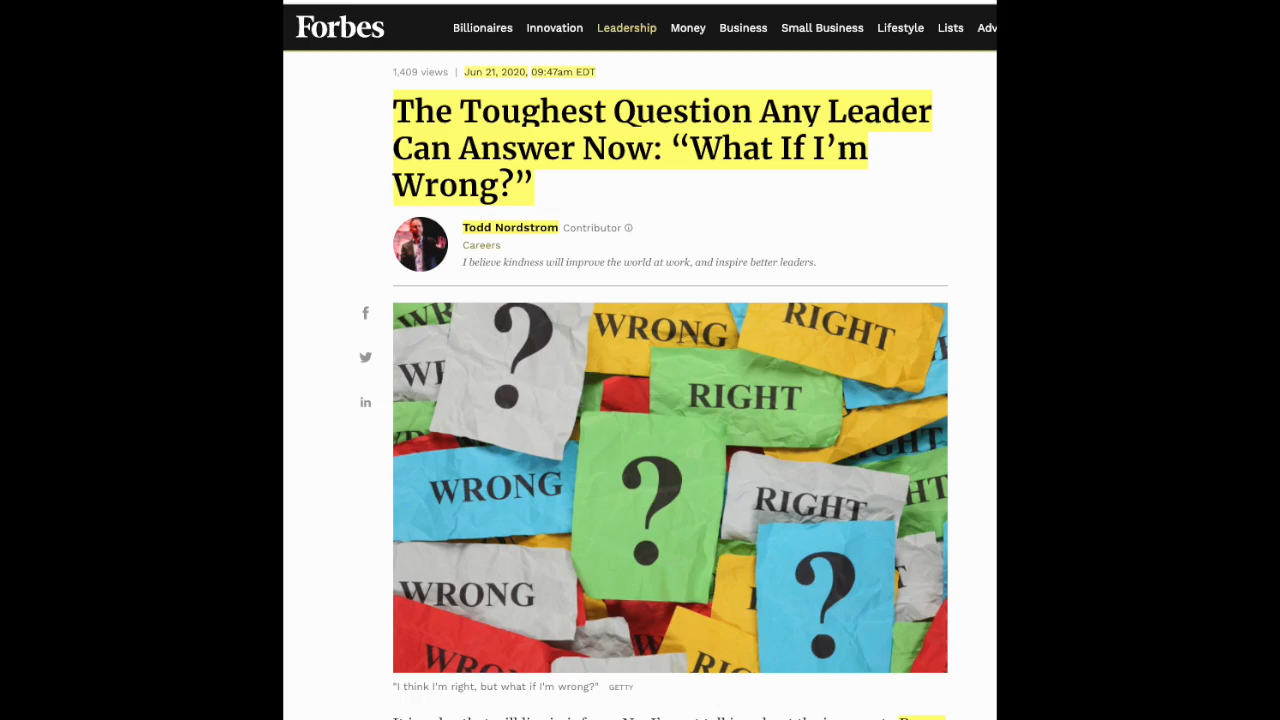 Forbes
Billionaires Innovation Leadership Money Business Small Business Lifestyle Lists
1,409 views | Jun 21, 2020, 09:47am EDT
The Toughest Question Any Leader
Can Answer Now: “What If I’m
Wrong?”
Todd Nordstrom Contributor
Careers
I believe kindness will improve the world at work, and inspire better leaders.
f
in
? WRONG RIGHT
RIGHT
WRONG ? RIGHT
WRONG ?
WRONG
"I think I'm right, but what if I'm wrong?" GETTY